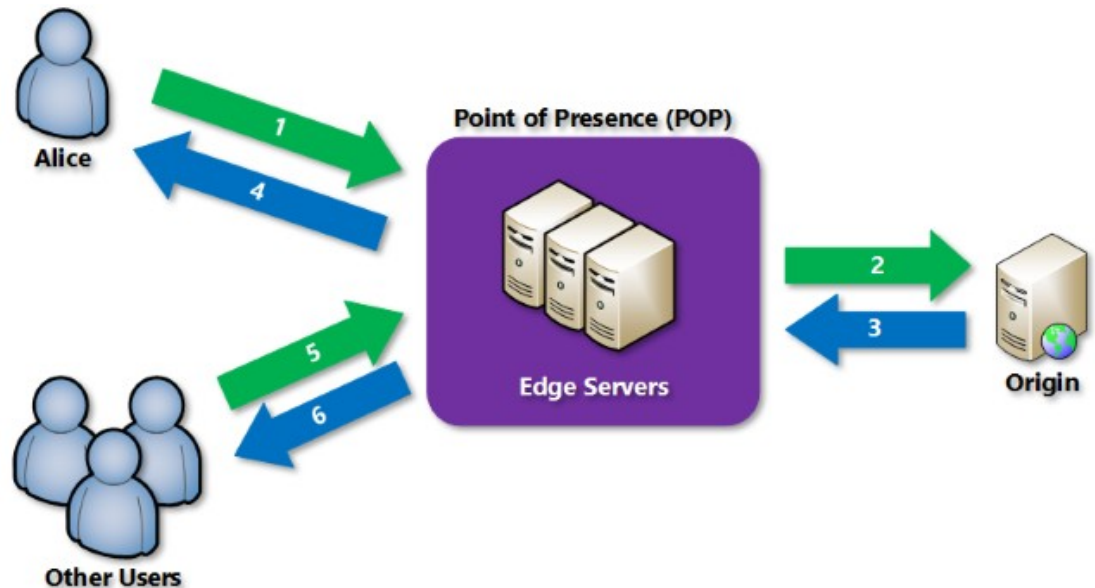 Alice
1
4
Point of Presence (POP)
Edge Servers
2
3
Origin
5
6
Other Users